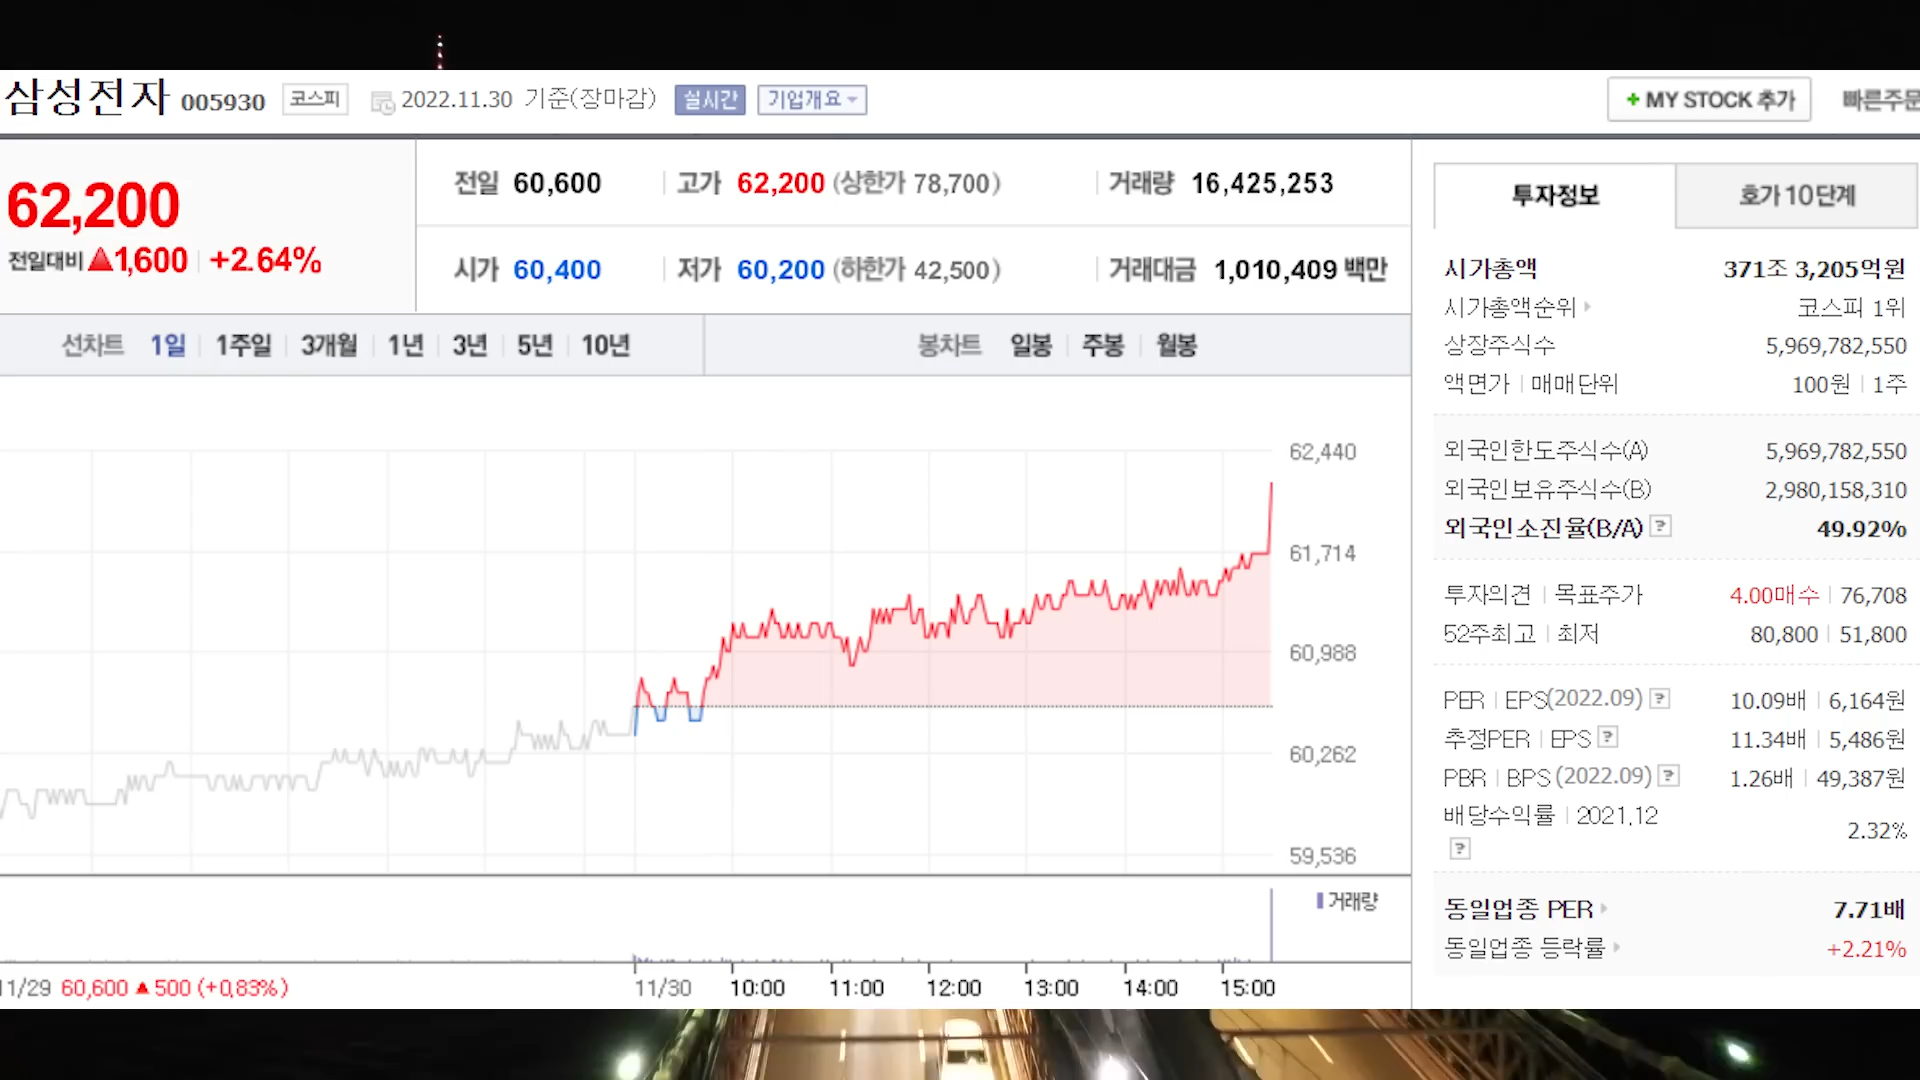 삼성전자 005930 코스피 2022.11.30 기준(장마감) 실시간 기업개요 + MY STOCK 추가 빠른주문
62,200
전일대비 ▲1,600 +2.64%
전일 60,600 고가 62,200 (상한가 78,700) 거래량 16,425,253
시가 60,400 저가 60,200 (하한가 42,500) 거래대금 1,010,409 백만
선차트 1일 1주일 3개월 1년 3년 5년 10년 봉차트 일봉 주봉 월봉
62,440
61,714
60,988
60,262
59,536
거래량
11/29 60,600 ▲ 500 (+0.83%)
11/30 10:00 11:00 12:00 13:00 14:00 15:00
투자정보 호가 10단계
시가총액 371조 3,205억원
시가총액순위 코스피 1위
상장주식수 5,969,782,550
액면가 매매단위 100원 1주
외국인한도주식수(A) 5,969,782,550
외국인보유주식수(B) 2,980,158,310
외국인소진율(B/A) ? 49.92%
투자의견 목표주가 4.00매수 76,708
52주최고 최저 80,800 51,800
PER EPS(2022.09) ? 10.09배 6,164원
추정PER EPS ? 11.34배 5,486원
PBR BPS (2022.09) ? 1.26배 49,387원
배당수익률 2021.12 ? 2.32%
동일업종 PER 7.71배
동일업종 등락률 +2.21%